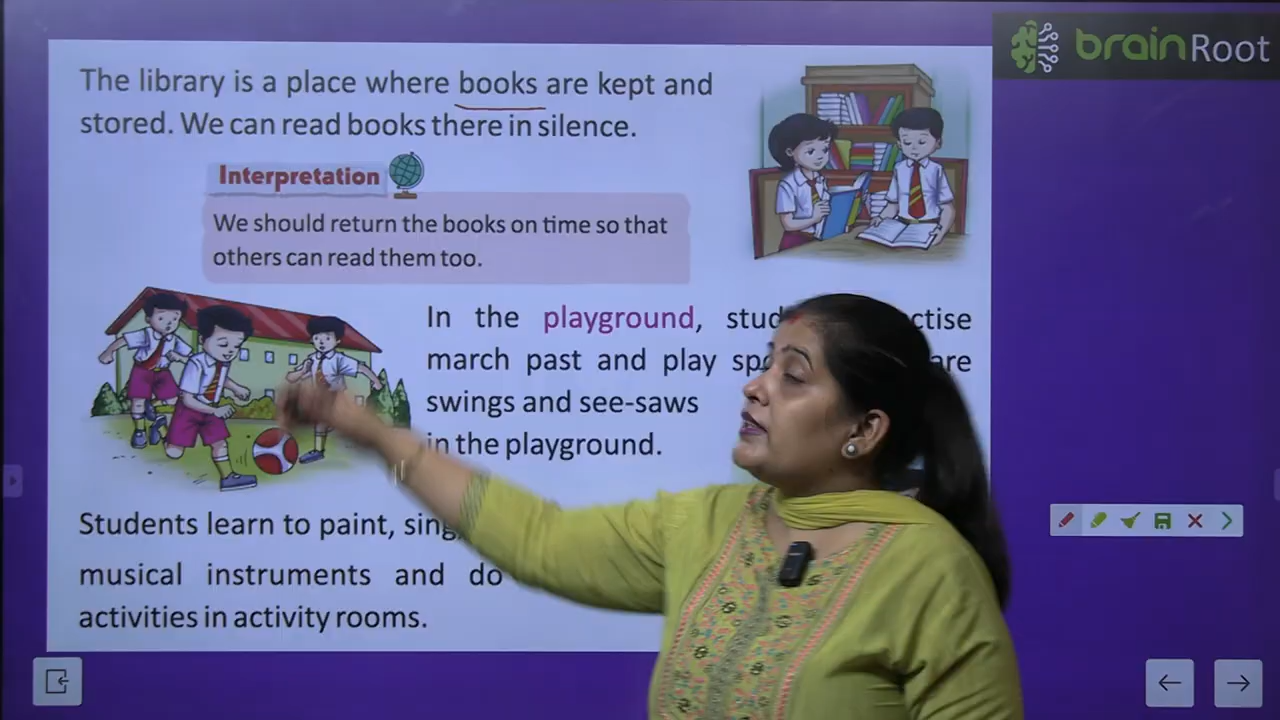 brainRoot
The library is a place where books are kept and
stored. We can read books there in silence.
Interpretation
We should return the books on time so that
others can read them too.
In the playground,
march past and play
swings and see-saws
in the playground.
Students learn to paint, sing,
musical instruments and do
activities in activity rooms.